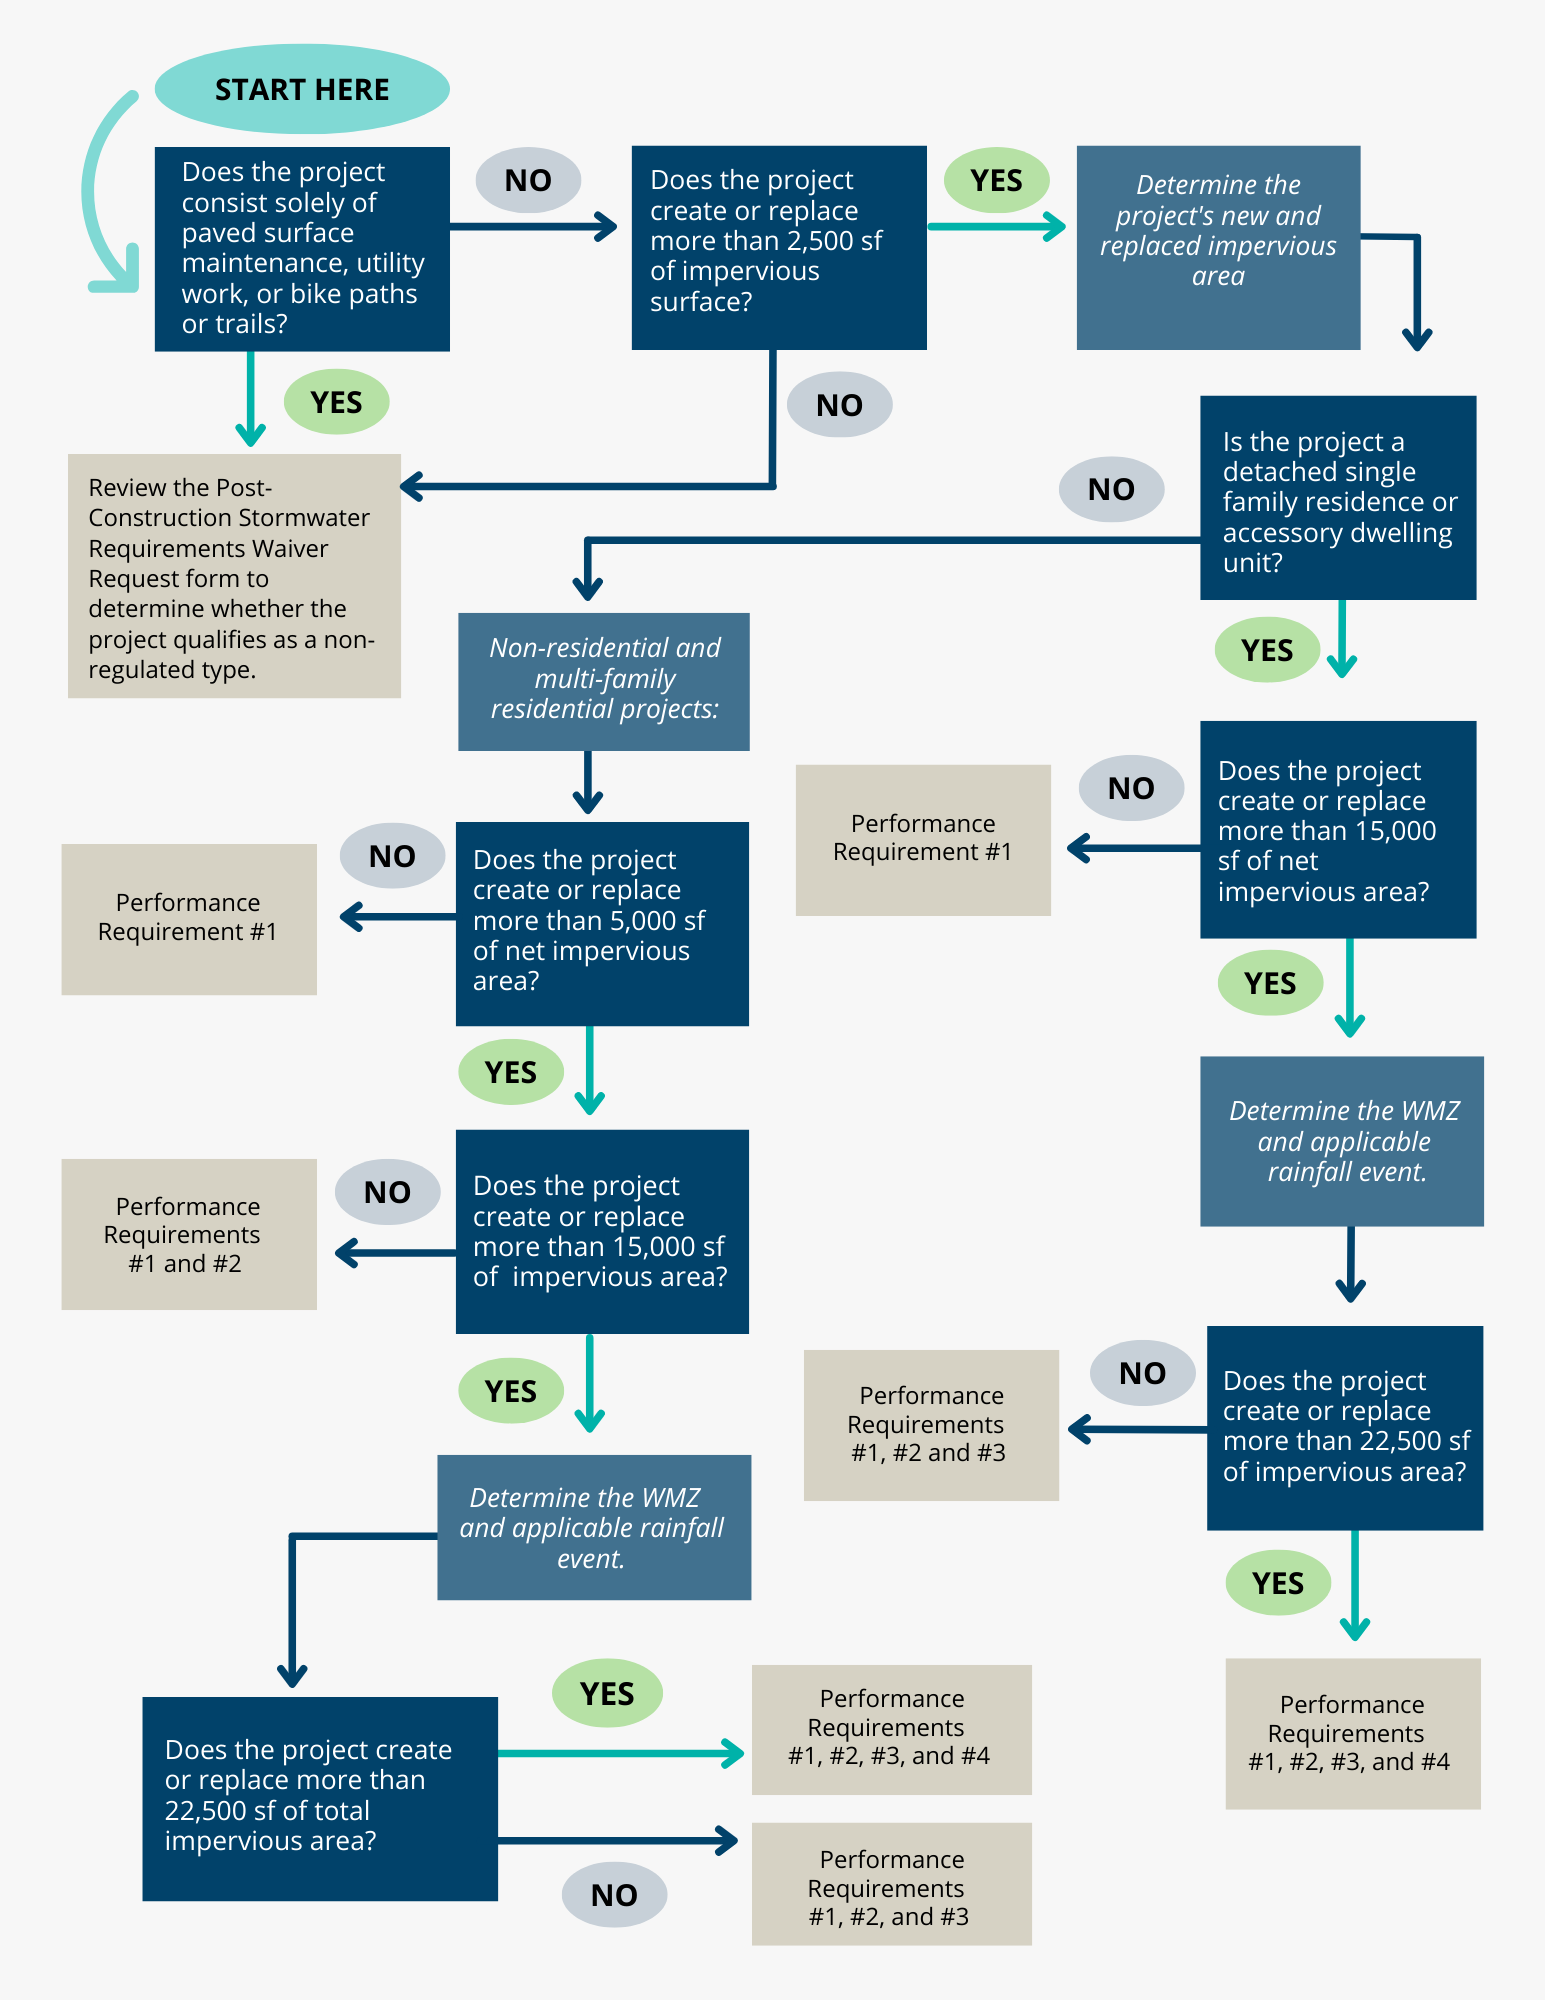 START HERE
Does the project
consist solely of
paved surface
maintenance, utility
work, or bike paths
or trails?
NO
Does the project
create or replace
more than 2,500 sf
of impervious
surface?
YES
Determine the
project's new and
replaced impervious
area
YES
NO
Review the Post-
Construction Stormwater
Requirements Waiver
Request form to
determine whether the
project qualifies as a non-
regulated type.
Is the project a
detached single
family residence or
accessory dwelling
unit?
NO
YES
Non-residential and
multi-family
residential projects:
Does the project
create or replace
more than 15,000
sf of net
impervious area?
NO
Performance
Requirement #1
YES
Does the project
create or replace
more than 5,000 sf
of net impervious
area?
NO
Performance
Requirement #1
YES
Determine the WMZ
and applicable
rainfall event.
Does the project
create or replace
more than 15,000 sf
of  impervious area?
NO
Performance
Requirements
#1 and #2
YES
Does the project
create or replace
more than 22,500 sf
of impervious area?
NO
Performance
Requirements
#1, #2 and #3
YES
Performance
Requirements
#1, #2, #3, and #4
Determine the WMZ
and applicable rainfall
event.
Does the project create
or replace more than
22,500 sf of total
impervious area?
YES
Performance
Requirements
#1, #2, #3, and #4
NO
Performance
Requirements
#1, #2, and #3